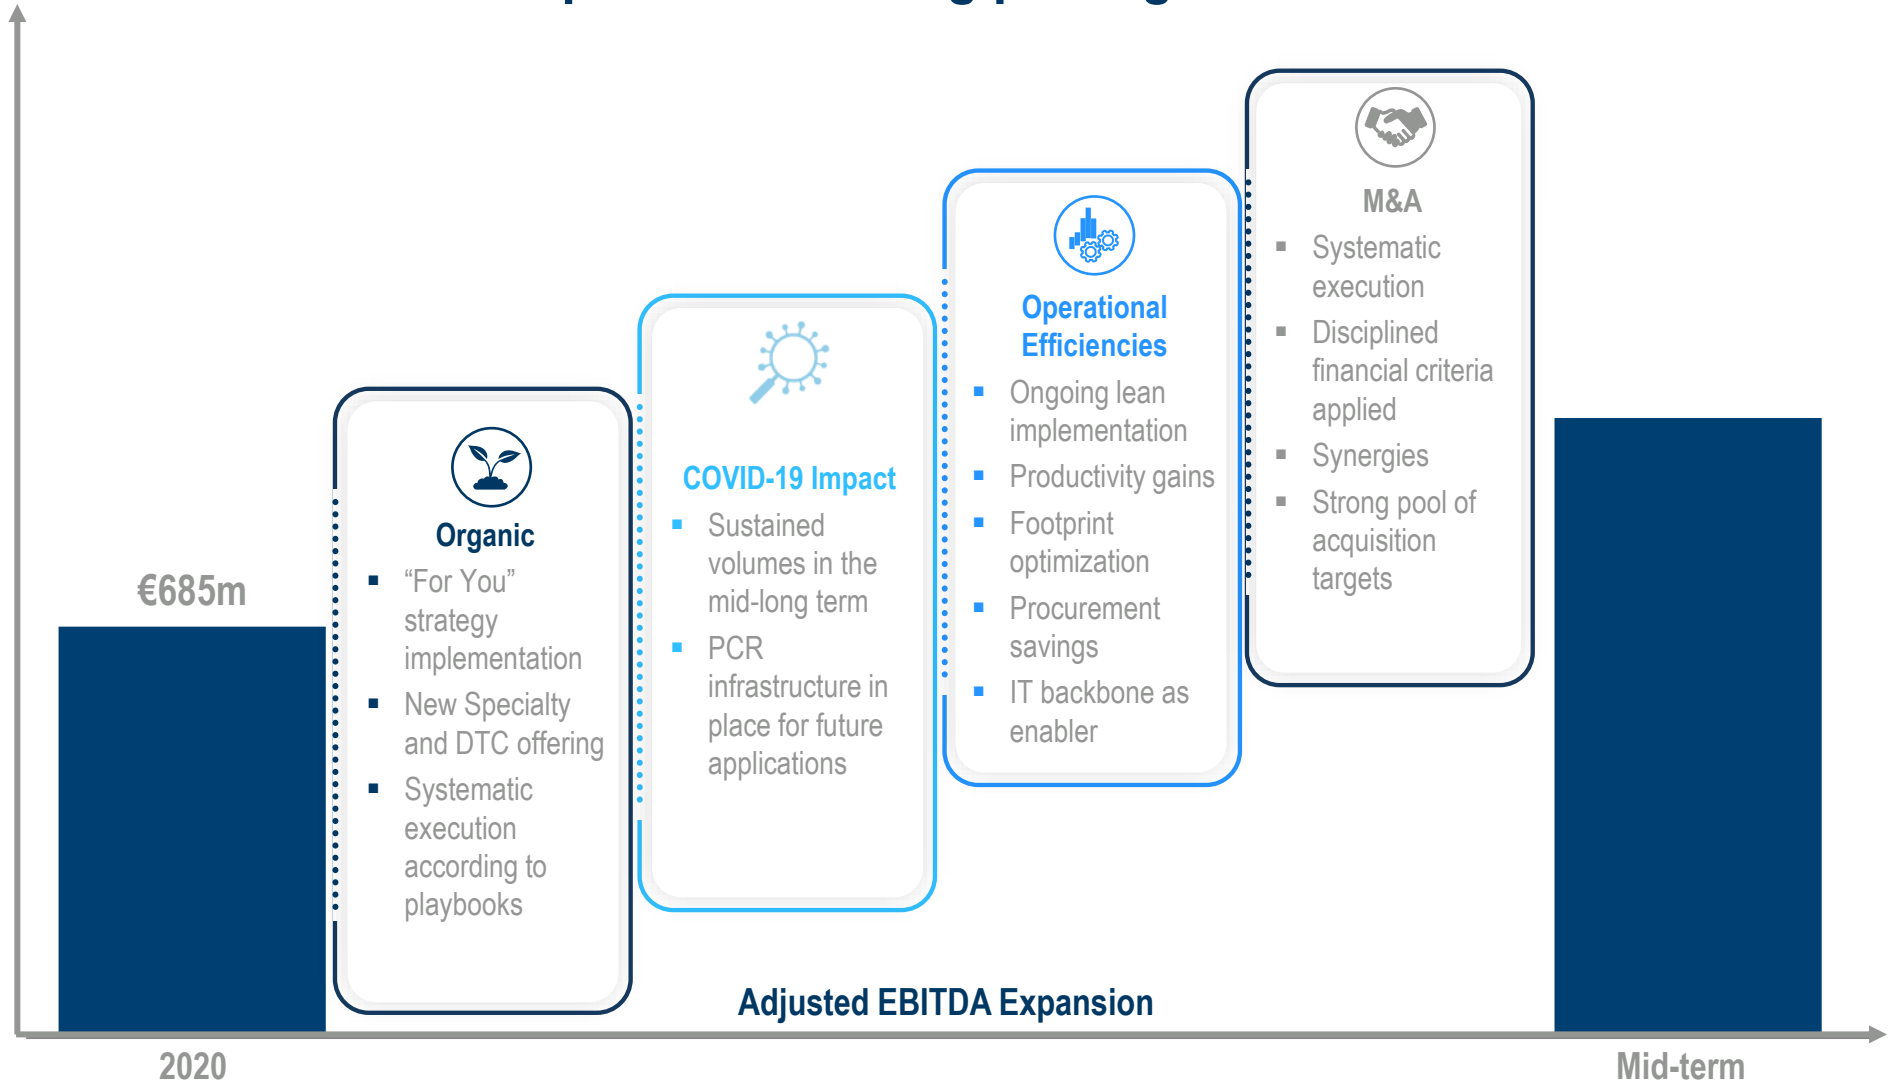 €685m
2020
Organic
▪ “For You”
strategy
implementation
▪ New Specialty
and DTC offering
▪ Systematic
execution
according to
playbooks
COVID-19 Impact
▪ Sustained
volumes in the
mid-long term
▪ PCR
infrastructure in
place for future
applications
Operational
Efficiencies
▪ Ongoing lean
implementation
▪ Productivity gains
▪ Footprint
optimization
▪ Procurement
savings
▪ IT backbone as
enabler
M&A
▪ Systematic
execution
▪ Disciplined
financial criteria
applied
▪ Synergies
▪ Strong pool of
acquisition
targets
Adjusted EBITDA Expansion
Mid-term